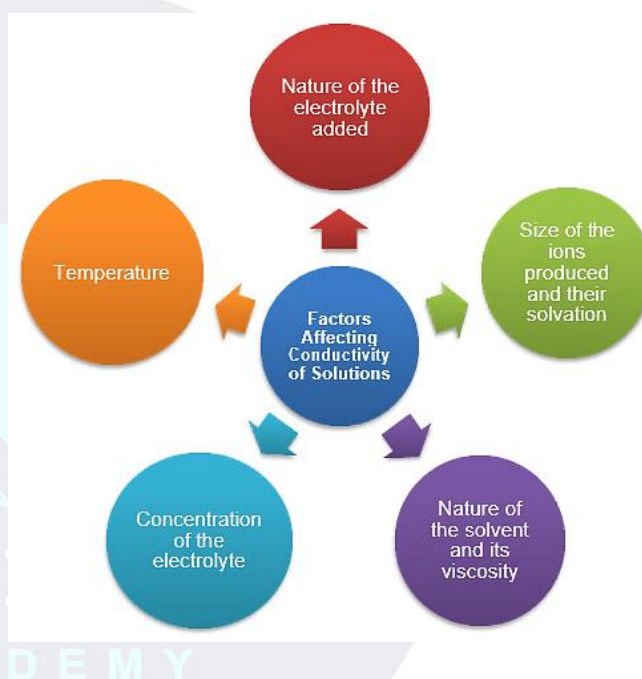 Nature of the
electrolyte
added
Size of the
ions
produced
and their
solvation
Temperature
Factors
Affecting
Conductivity
of Solutions
Nature of
the solvent
and its
viscosity
Concentration
of the
electrolyte
DEMY